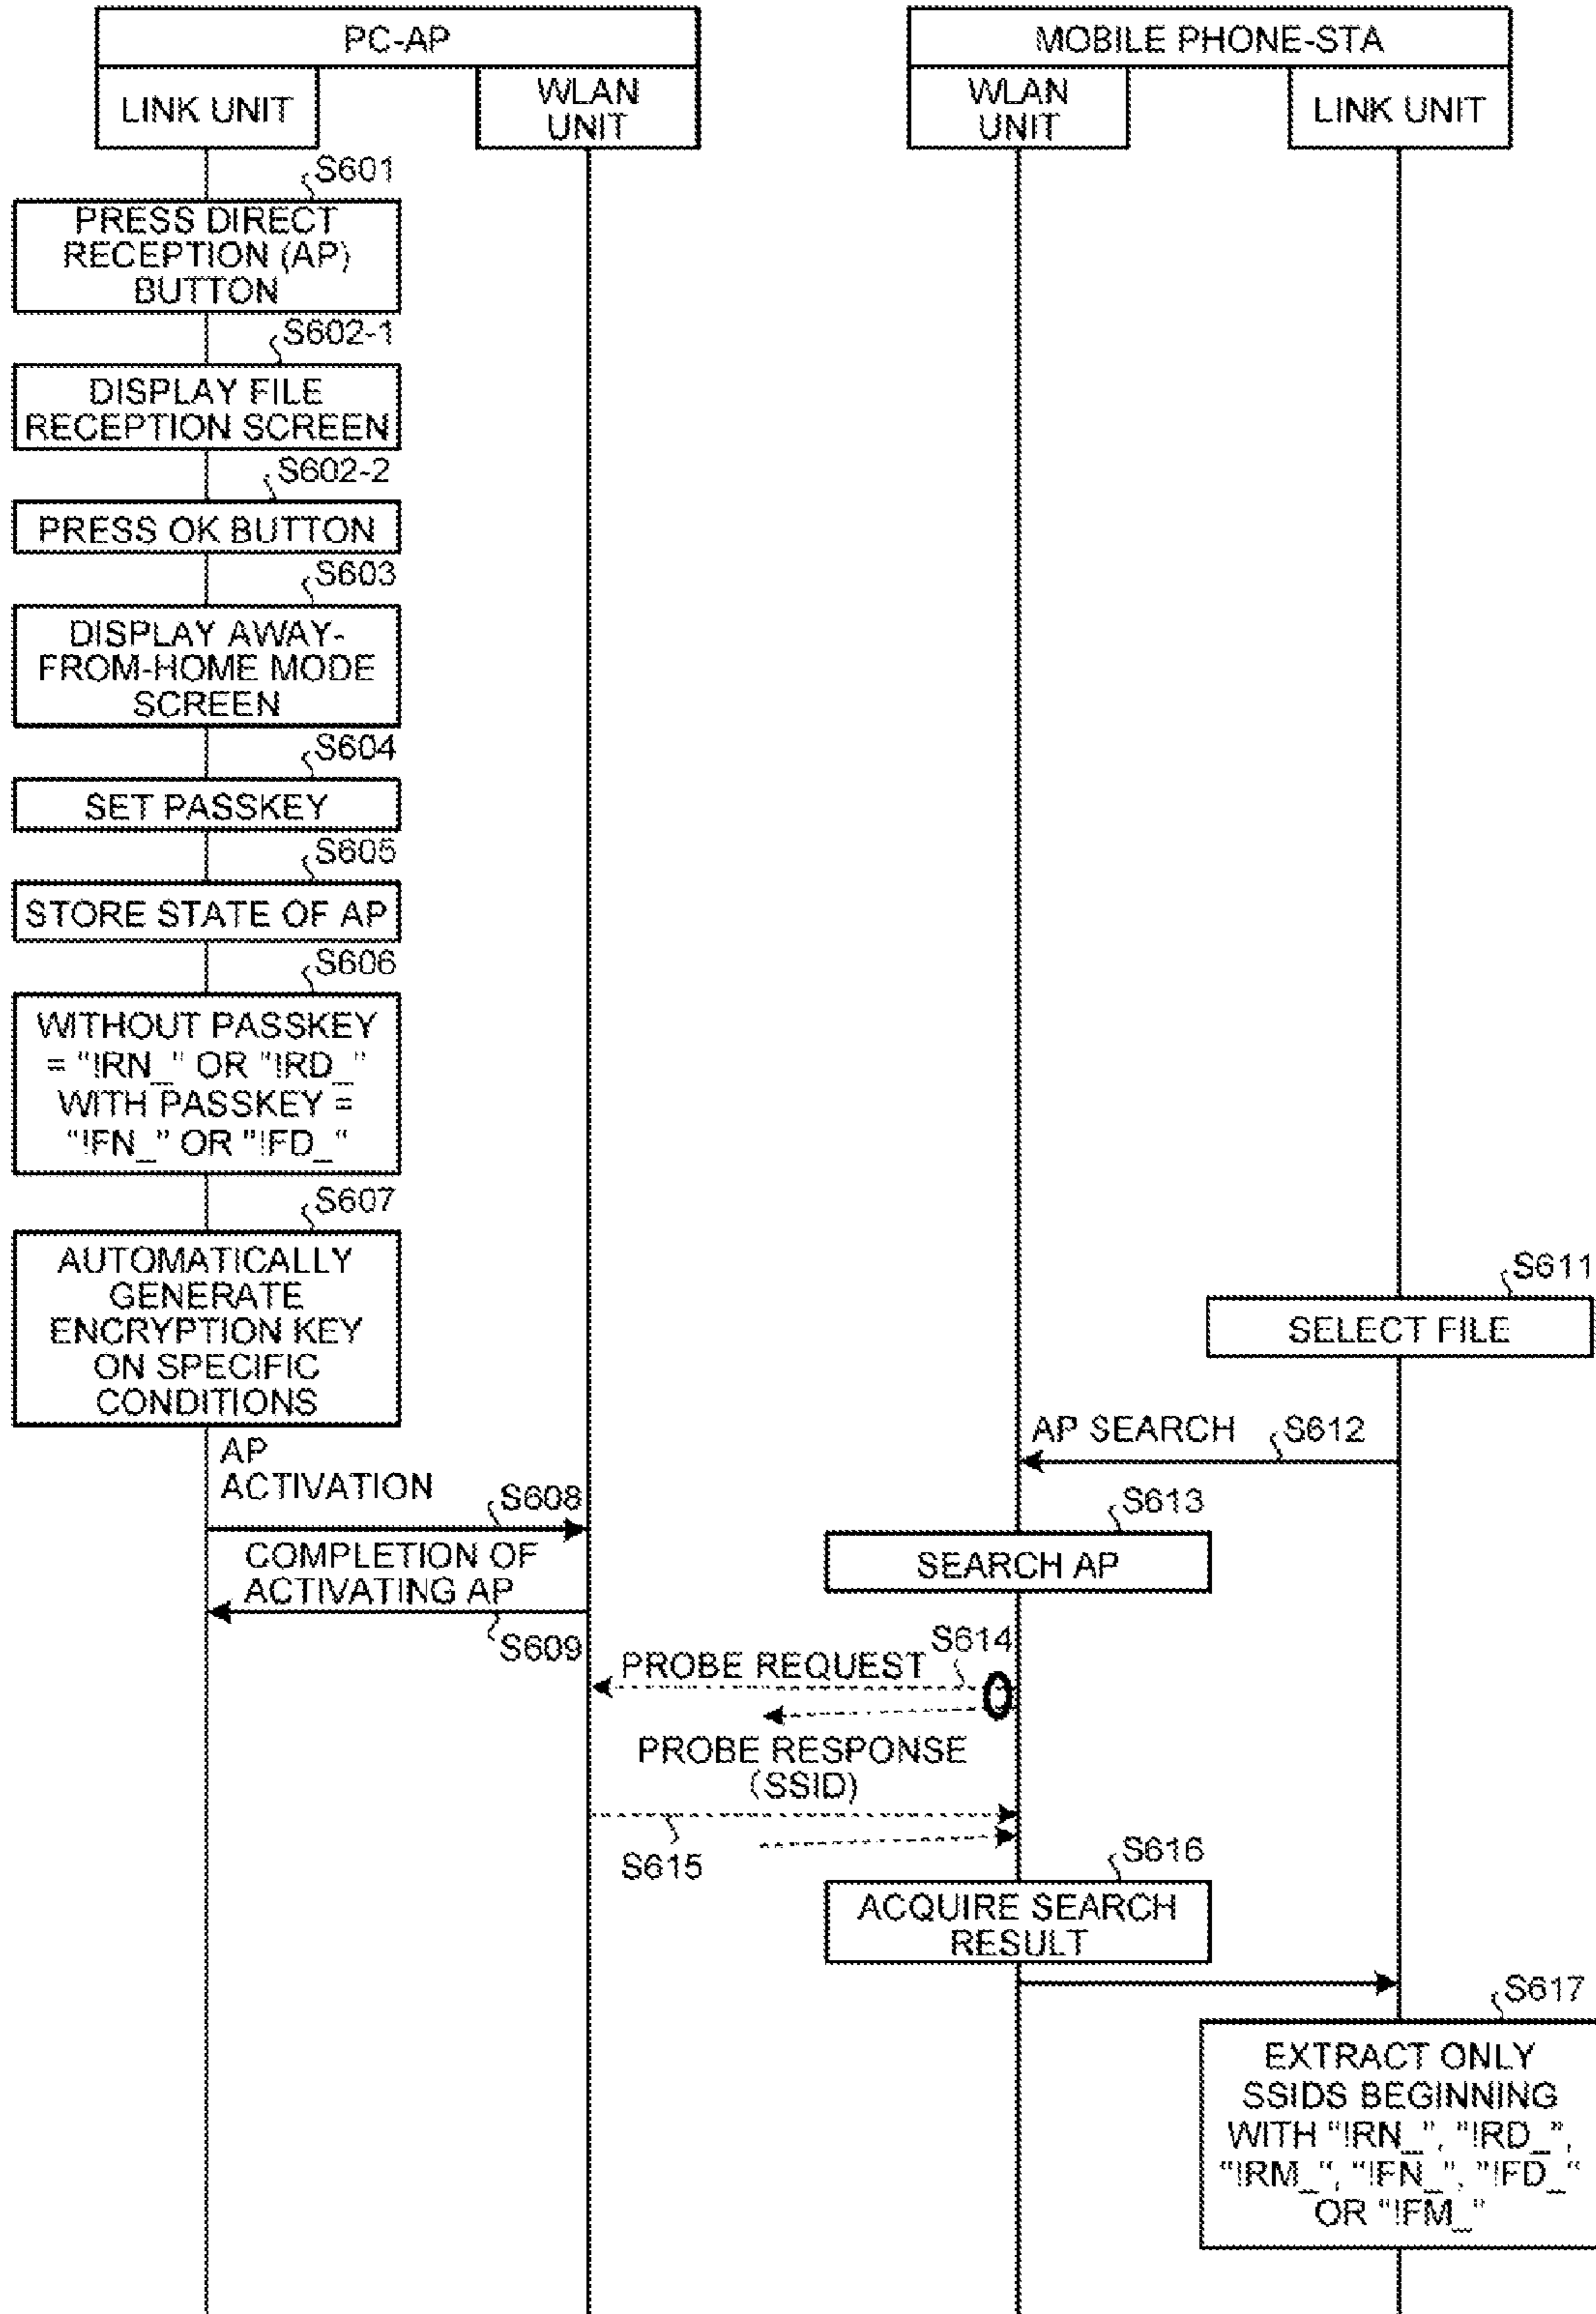 PC-AP
LINK UNIT
WLAN
UNIT
MOBILE PHONE-STA
WLAN
UNIT
LINK UNIT
S601
PRESS DIRECT
RECEPTION (AP)
BUTTON
S602-1
DISPLAY FILE
RECEPTION SCREEN
S602-2
PRESS OK BUTTON
S603
DISPLAY AWAY-
FROM-HOME MODE
SCREEN
S604
SET PASSKEY
S605
STORE STATE OF AP
S606
WITHOUT PASSKEY
= "!RN_" OR "!RD_"
WITH PASSKEY =
"!FN_" OR "!FD_"
S607
AUTOMATICALLY
GENERATE
ENCRYPTION KEY
ON SPECIFIC
CONDITIONS
S611
SELECT FILE
AP SEARCH S612
AP
ACTIVATION
S608
S613
SEARCH AP
COMPLETION OF
ACTIVATING AP
S609
S614
PROBE REQUEST
PROBE RESPONSE
(SSID)
S615
S616
ACQUIRE SEARCH
RESULT
S617
EXTRACT ONLY
SSIDS BEGINNING
WITH "!RN_", "!RD_",
"!RM_", "!FN_", "!FD_"
OR "!FM_"